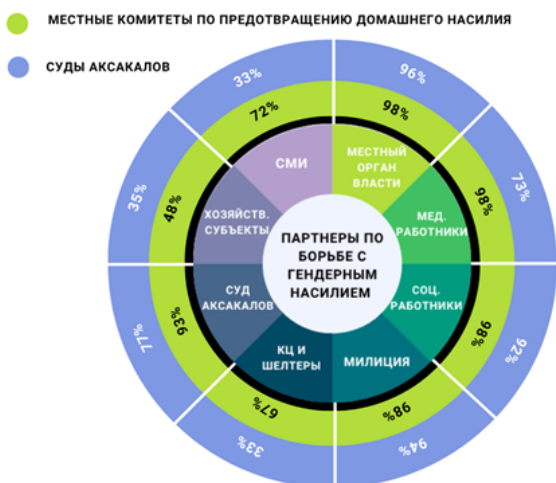 МЕСТНЫЕ КОМИТЕТЫ ПО ПРЕДОТВРАЩЕНИЮ ДОМАШНЕГО НАСИЛИЯ
СУДЫ АКСАКАЛОВ
33%
96%
72%
98%
СМИ
МЕСТНЫЙ
ОРГАН
ВЛАСТИ
35%
48%
98%
73%
ХОЗЯЙСТВ.
СУБЪЕКТЫ
МЕД.
РАБОТНИКИ
ПАРТНЕРЫ ПО
БОРЬБЕ С
ГЕНДЕРНЫМ
НАСИЛИЕМ
СУД
АКСАКАЛОВ
СОЦ.
РАБОТНИКИ
77%
93%
98%
92%
КЦ И
ШЕЛТЕРЫ
МИЛИЦИЯ
67%
98%
33%
94%